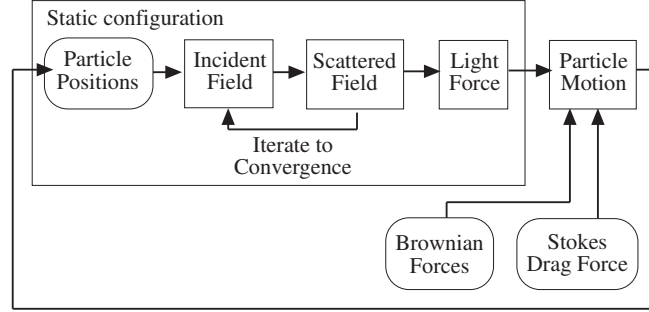 Static configuration
Particle
Positions
Incident
Field
Scattered
Field
Light
Force
Particle
Motion
Iterate to
Convergence
Brownian
Forces
Stokes
Drag Force